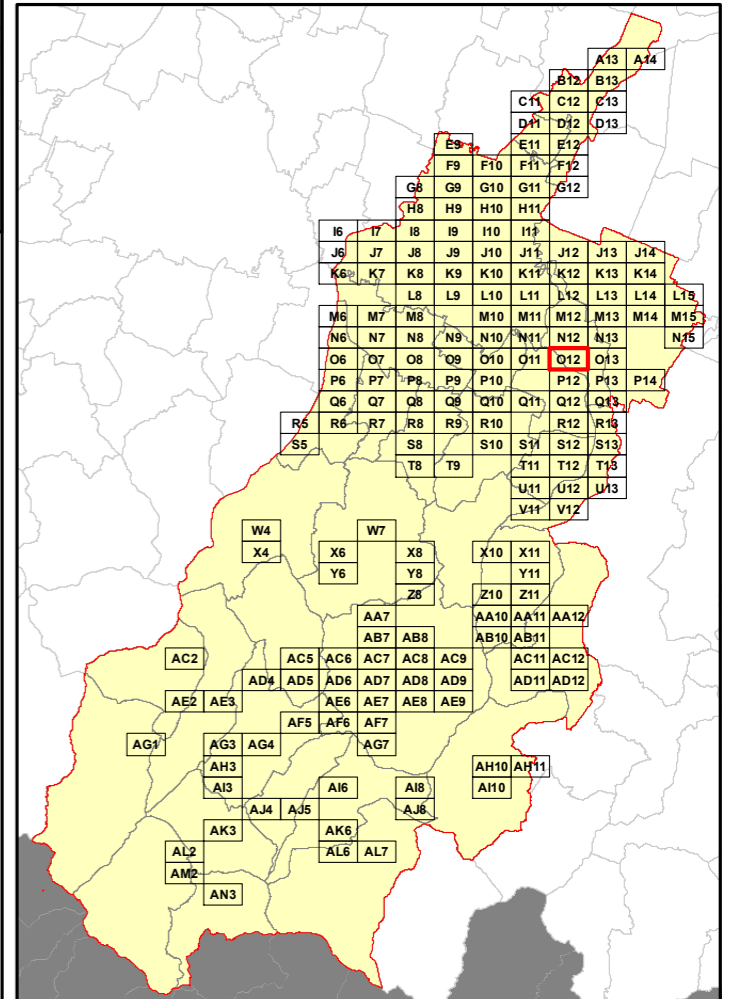 A13 A14
B12 B13
C11 C12 C13
D11 D12 D13
E9 E11 E12
F9 F10 F11 F12
G8 G9 G10 G11 G12
H8 H9 H10 H11
I6 I7 I8 I9 I10 I11
J6 J7 J8 J9 J10 J11 J12 J13 J14
K6 K7 K8 K9 K10 K11 K12 K13 K14
L8 L9 L10 L11 L12 L13 L14 L15
M6 M7 M8 M10 M11 M12 M13 M14 M15
N6 N7 N8 N9 N10 N11 N12 N13 N15
O6 O7 O8 O9 O10 O11 O12 O13
P6 P7 P8 P9 P10 P12 P13 P14
Q6 Q7 Q8 Q9 Q10 Q11 Q12 Q13
R5 R6 R7 R8 R9 R10 R12 R13
S5 S8 S10 S11 S12 S13
T8 T9 T11 T12 T13
U11 U12 U13
V11 V12
W4 W7
X4 X6 X8 X10 X11
Y6 Y8 Y11
Z8 Z10 Z11
AA7 AA10 AA11 AA12
AB7 AB8 AB10 AB11
AC2 AC5 AC6 AC7 AC8 AC9 AC11 AC12
AD4 AD5 AD6 AD7 AD8 AD9 AD11 AD12
AE2 AE3 AE6 AE7 AE8 AE9
AF5 AF6 AF7
AG1 AG3 AG4 AG7
AH3 AH10 AH11
AI3 AI6 AI8 AI10
AJ4 AJ5 AJ8
AK3 AK6
AL2 AL6 AL7
AM2
AN3